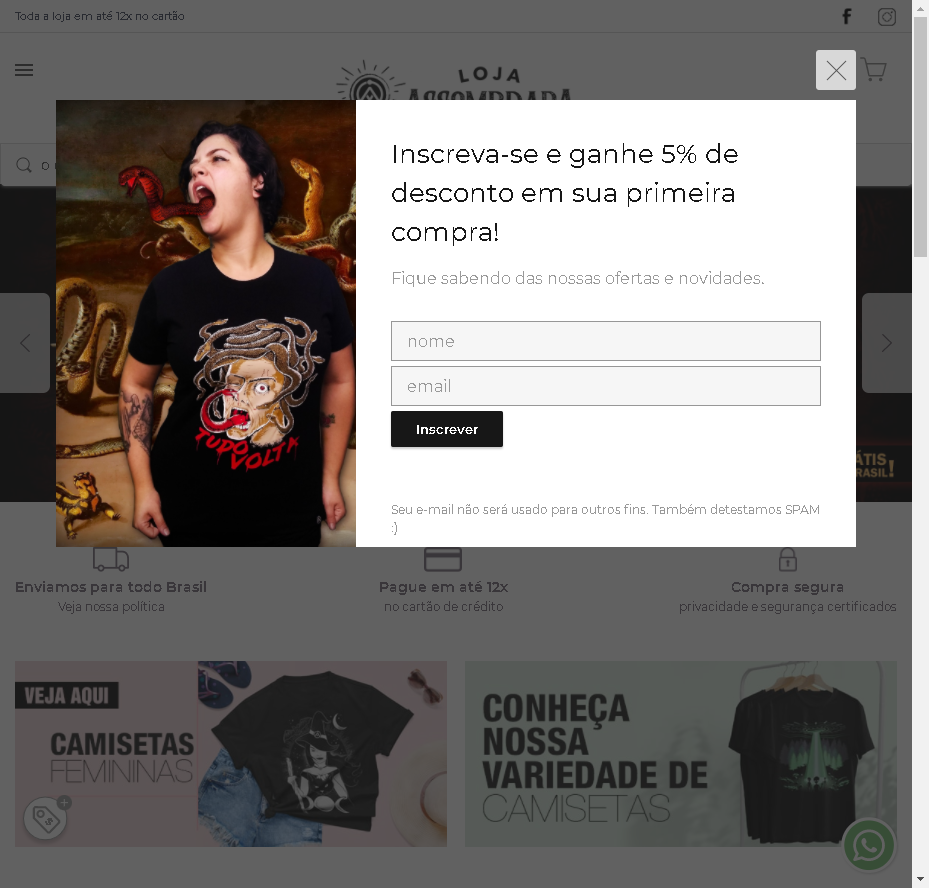 Toda a loja em até 12x no cartão
LOJA
ASSOMBRADA
Inscreva-se e ganhe 5% de
desconto em sua primeira
compra!
Fique sabendo das nossas ofertas e novidades.
nome
email
Inscrever
Seu e-mail não será usado para outros fins. Também detestamos SPAM
:)
TUDO
VOLTA
Enviamos para todo Brasil
Veja nossa política
Pague em até 12x
no cartão de crédito
Compra segura
privacidade e segurança certificados
VEJA AQUI
CAMISETAS
FEMININAS
CONHEÇA
NOSSA
VARIEDADE DE
CAMISETAS